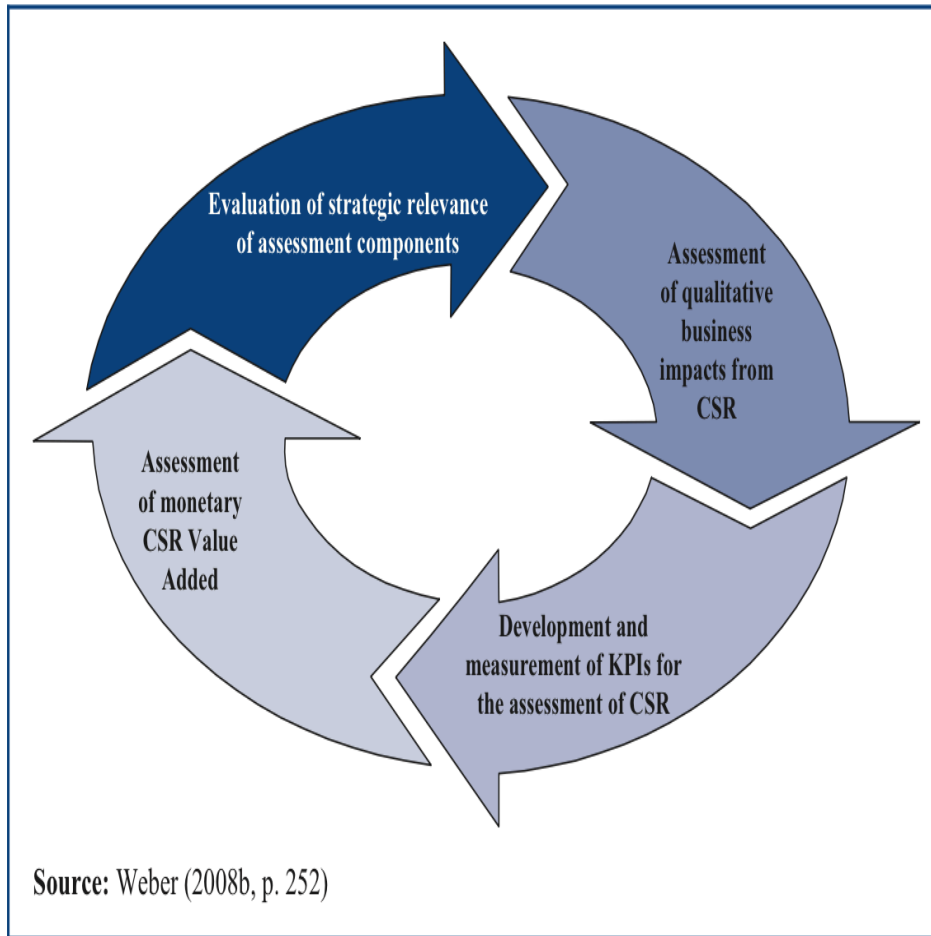 Evaluation of strategic relevance
of assessment components
Assessment
of qualitative
business
impacts from
CSR
Development and
measurement of KPIs for
the assessment of CSR
Assessment
of monetary
CSR Value
Added
Source: Weber (2008b, p. 252)